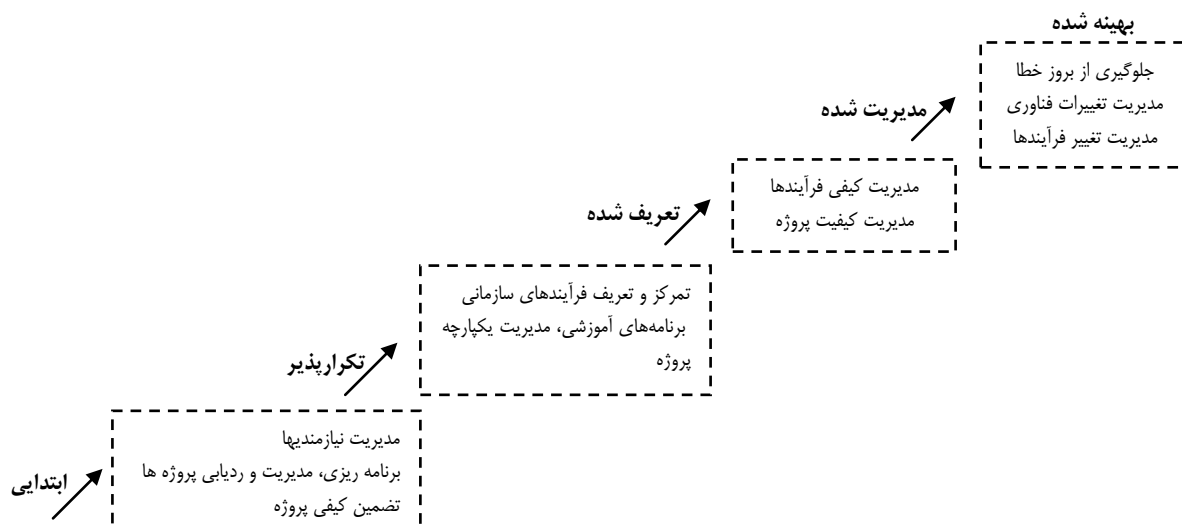 بهینه شده
جلوگیری از بروز خطا
مدیریت تغییرات فناوری
مدیریت تغییر فرآیندها
مدیریت شده
مدیریت کیفی فرآیندها
مدیریت کیفیت پروژه
تعریف شده
تمرکز و تعریف فرآیندهای سازمانی
برنامه‌های آموزشی، مدیریت یکپارچه
پروژه
تکرارپذیر
مدیریت نیازمندیها
برنامه ریزی، مدیریت و ردیابی پروژه ها
تضمین کیفی پروژه
ابتدایی